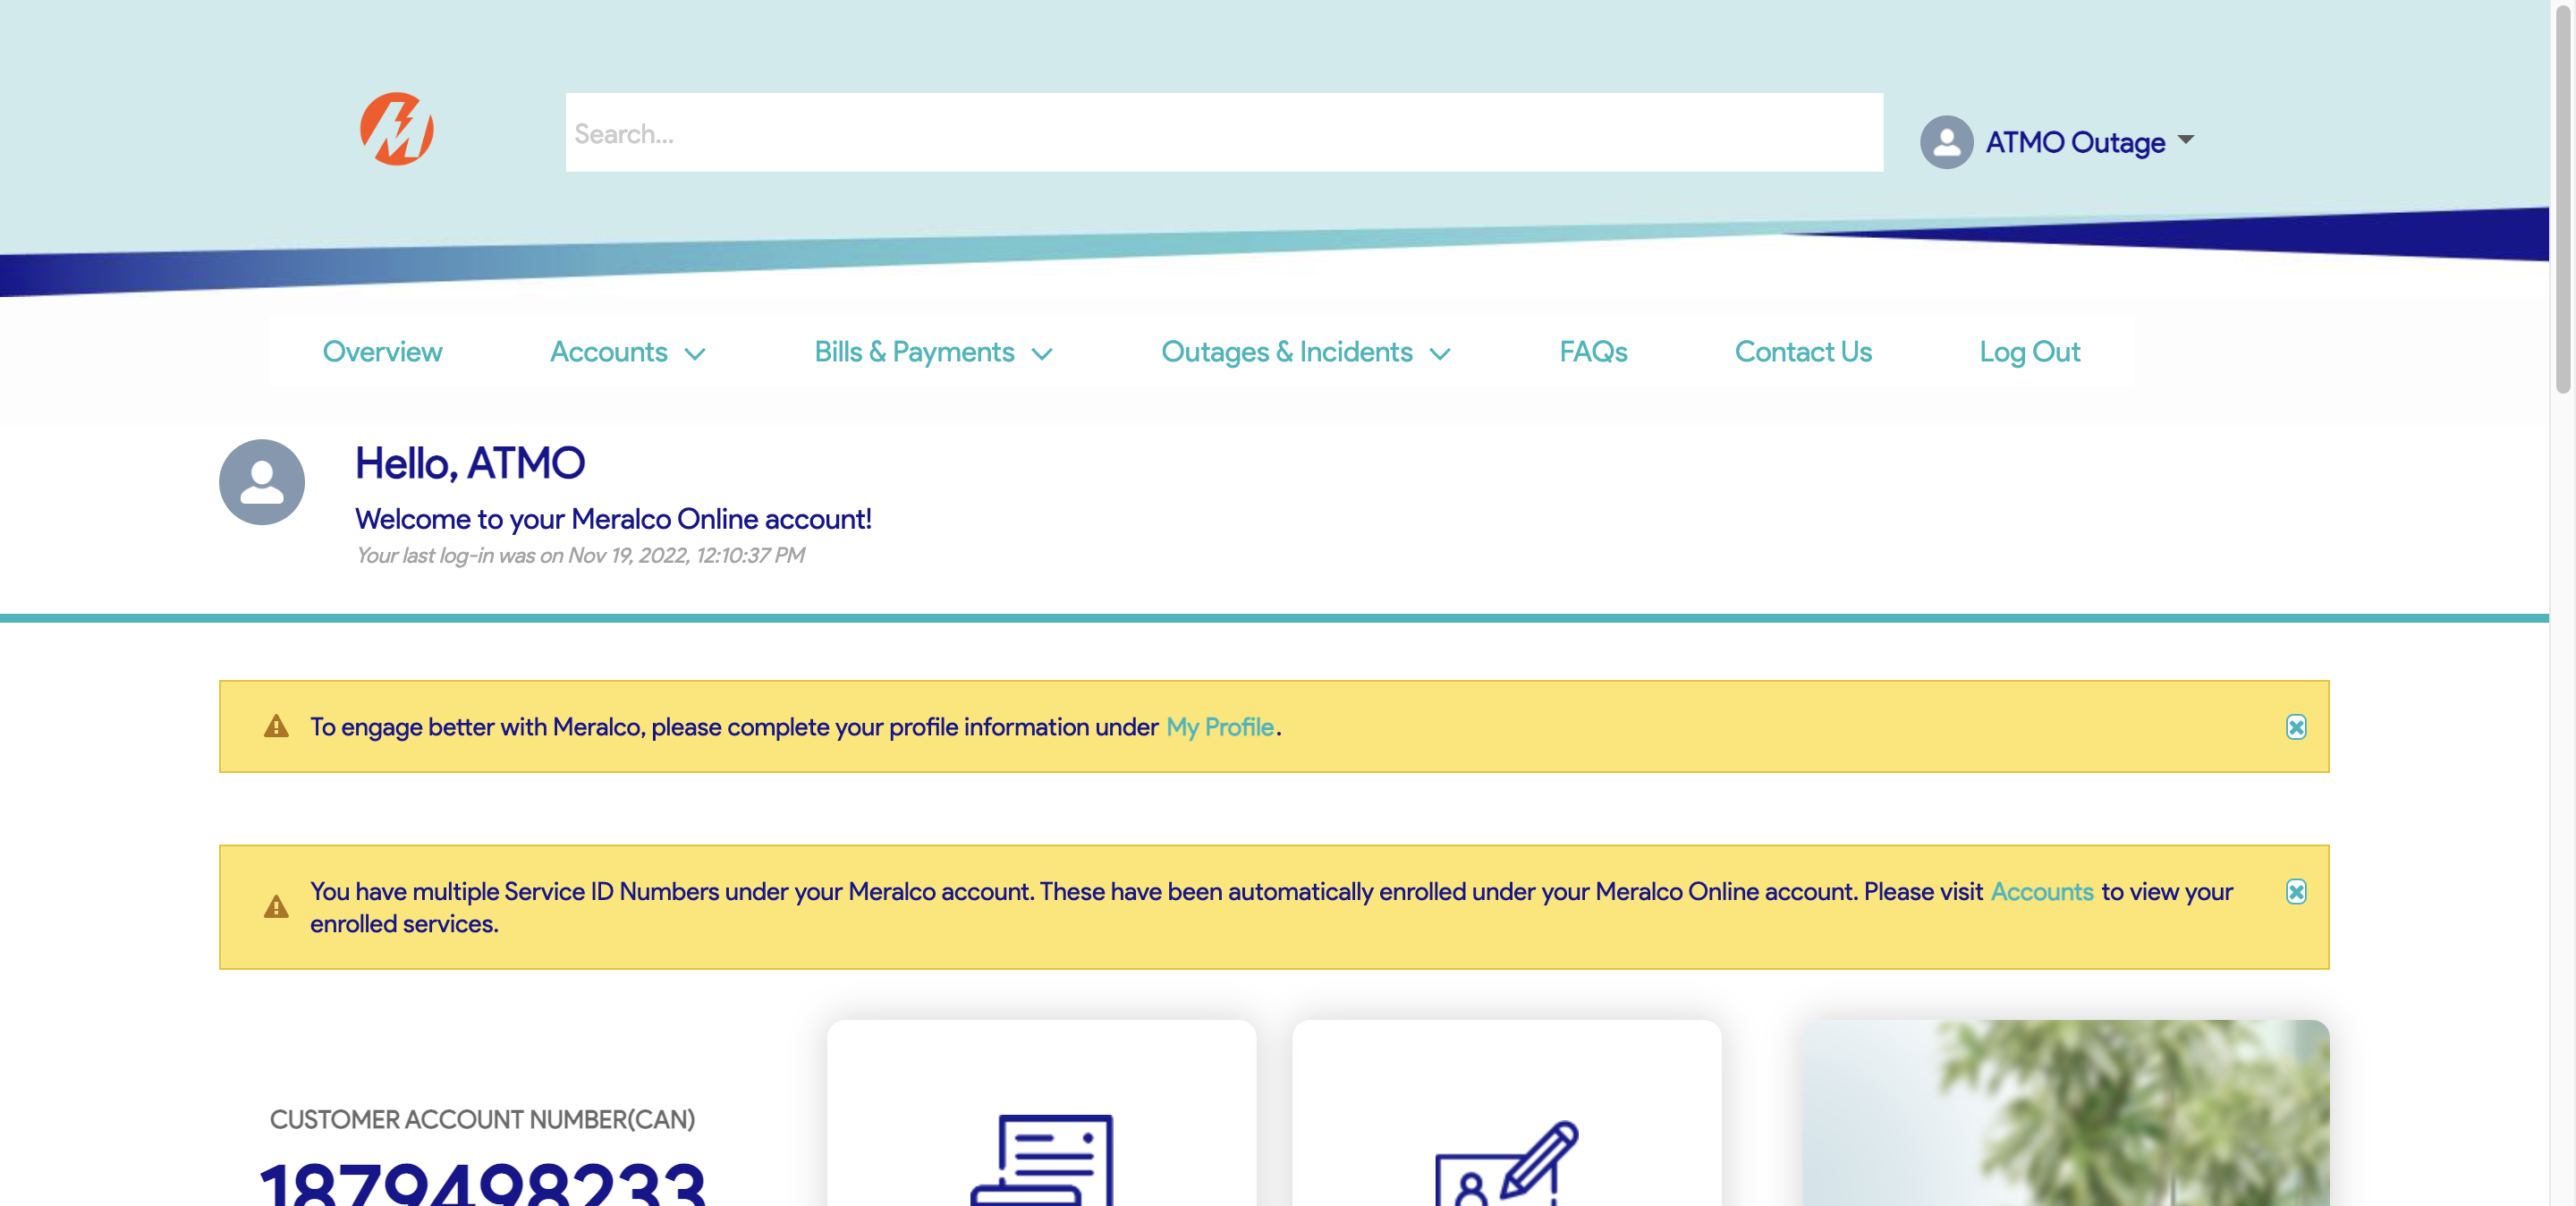 Search...
ATMO Outage
Overview
Accounts
Bills & Payments
Outages & Incidents
FAQs
Contact Us
Log Out
Hello, ATMO
Welcome to your Meralco Online account!
Your last log-in was on Nov 19, 2022, 12:10:37 PM
To engage better with Meralco, please complete your profile information under My Profile.
You have multiple Service ID Numbers under your Meralco account. These have been automatically enrolled under your Meralco Online account. Please visit Accounts to view your
enrolled services.
CUSTOMER ACCOUNT NUMBER(CAN)
1879498233